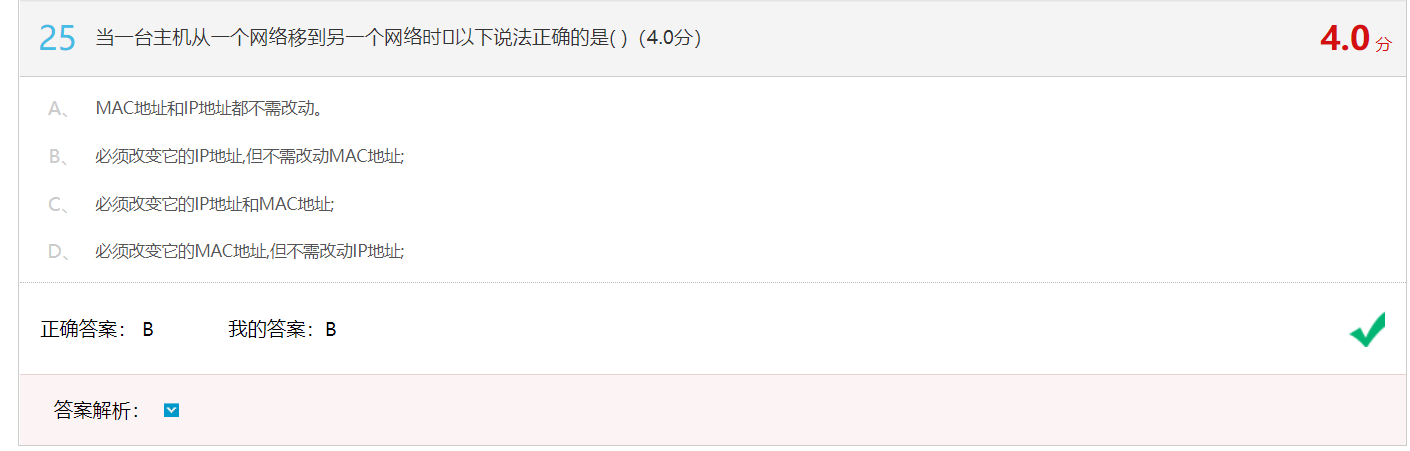 25 当一台主机从一个网络移到另一个网络时▯以下说法正确的是( )（4.0分） 4.0 分
A、 MAC地址和IP地址都不需改动。
B、 必须改变它的IP地址,但不需改动MAC地址;
C、 必须改变它的IP地址和MAC地址;
D、 必须改变它的MAC地址,但不需改动IP地址;
正确答案： B 我的答案：B
答案解析：